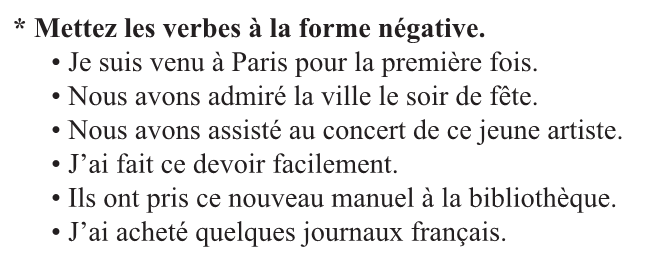 * Mettez les verbes à la forme négative.
• Je suis venu à Paris pour la première fois.
• Nous avons admiré la ville le soir de fête.
• Nous avons assisté au concert de ce jeune artiste.
• J’ai fait ce devoir facilement.
• Ils ont pris ce nouveau manuel à la bibliothèque.
• J’ai acheté quelques journaux français.